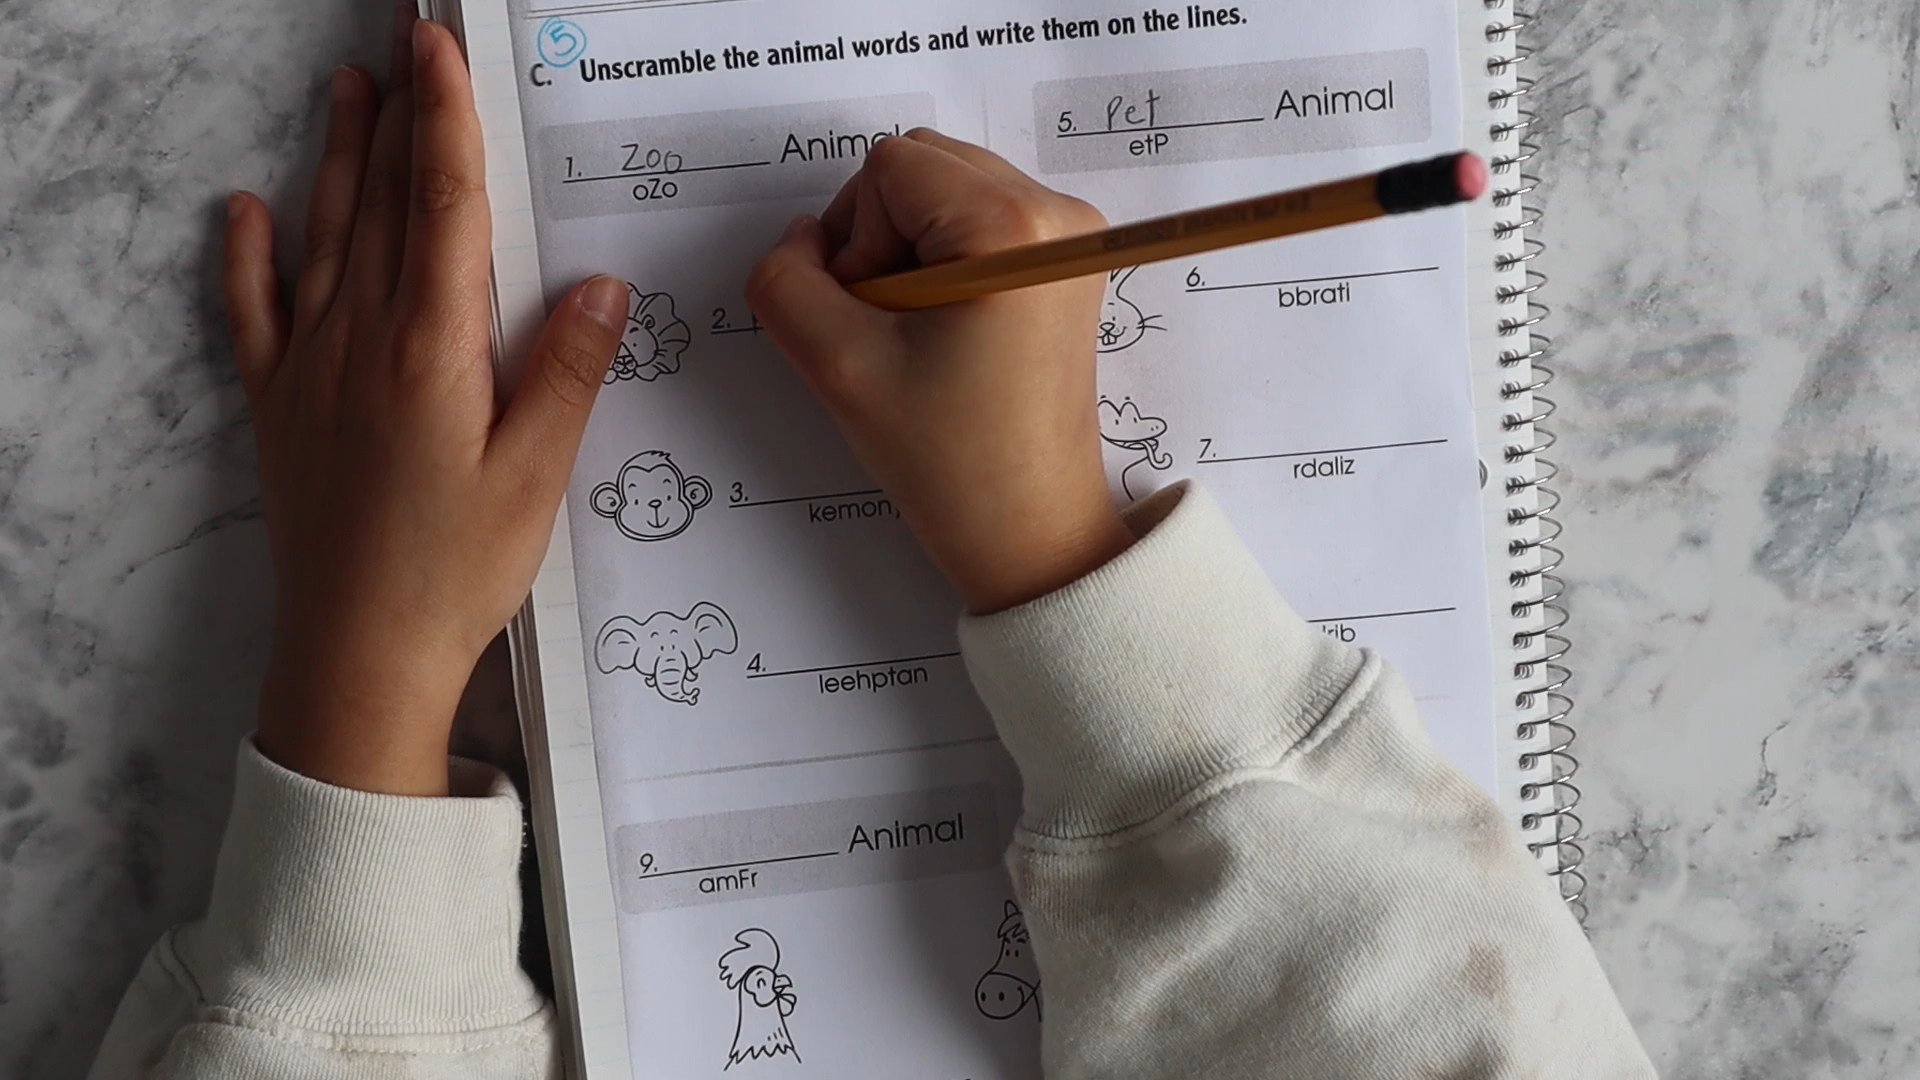 5
C. Unscramble the animal words and write them on the lines.
1. Zoo Animal
oZo
2.
3.
kemon
4.
leehptan
5. Pet Animal
etP
6.
bbrati
7.
rdaliz
rib
9. Animal
amFr